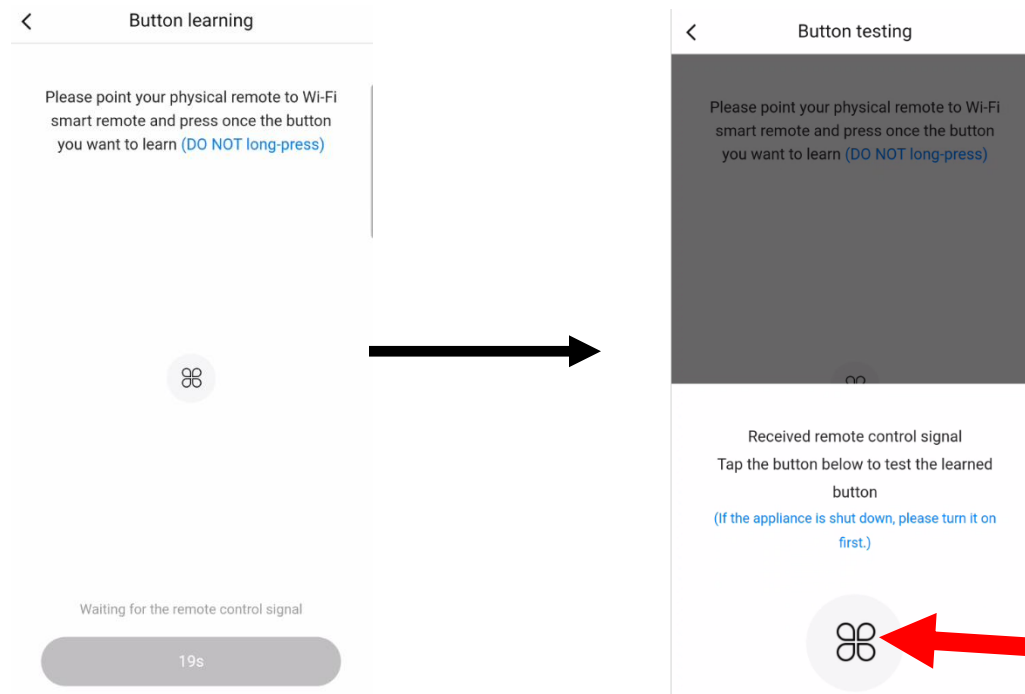 Button learning
Please point your physical remote to Wi-Fi
smart remote and press once the button
you want to learn (DO NOT long-press)
Waiting for the remote control signal
19s
Button testing
Please point your physical remote to Wi-Fi
smart remote and press once the button
you want to learn (DO NOT long-press)
Received remote control signal
Tap the button below to test the learned
button
(If the appliance is shut down, please turn it on
first.)